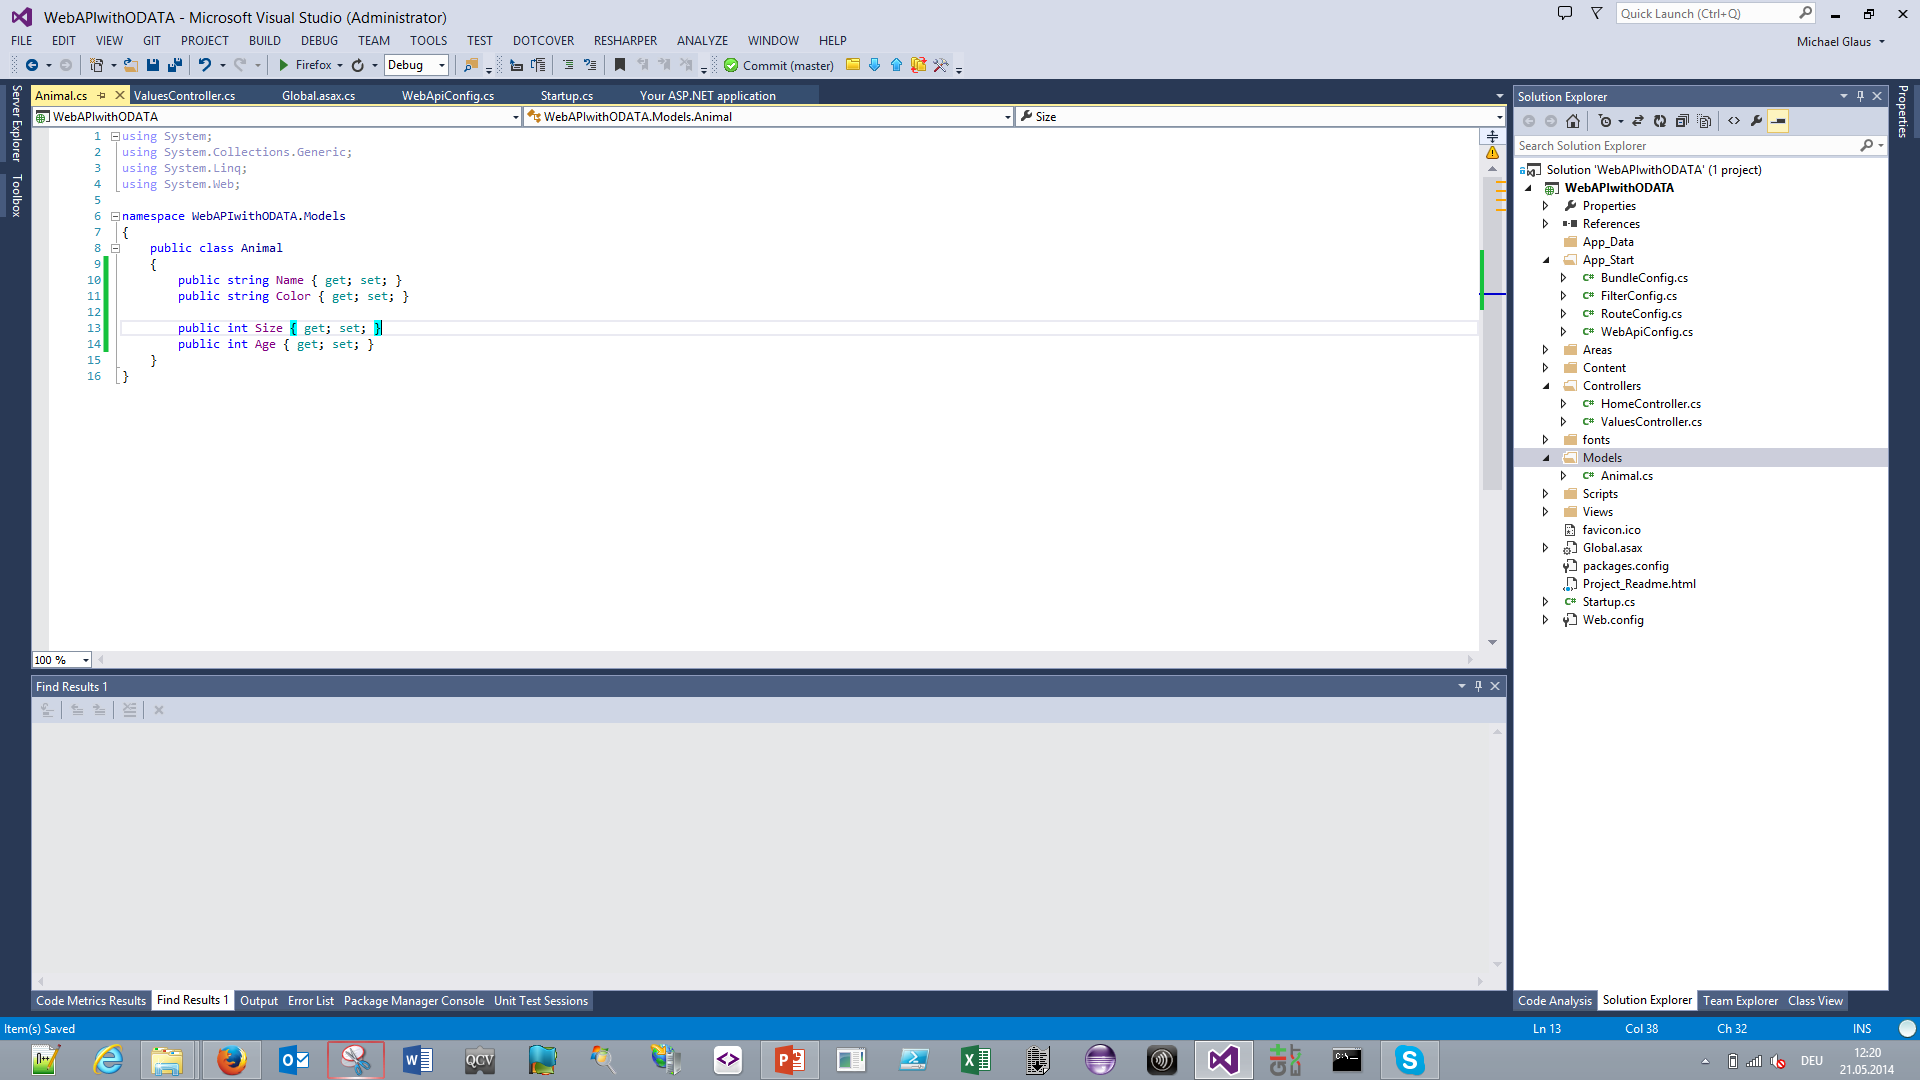 WebAPIwithODATA - Microsoft Visual Studio (Administrator)
Quick Launch (Ctrl+Q)
FILE EDIT VIEW GIT PROJECT BUILD DEBUG TEAM TOOLS TEST DOTCOVER RESHARPER ANALYZE WINDOW HELP
Michael Glaus
Firefox Debug Commit (master)
Server Explorer
Toolbox
Animal.cs ValuesController.cs Global.asax.cs WebApiConfig.cs Startup.cs Your ASP.NET application
WebAPIwithODATA WebAPIwithODATA.Models.Animal Size
1 using System;
2 using System.Collections.Generic;
3 using System.Linq;
4 using System.Web;
5
6 namespace WebAPIwithODATA.Models
7 {
8 public class Animal
9 {
10 public string Name { get; set; }
11 public string Color { get; set; }
12
13 public int Size { get; set; }
14 public int Age { get; set; }
15 }
16 }
100 %
Find Results 1
Code Metrics Results Find Results 1 Output Error List Package Manager Console Unit Test Sessions
Solution Explorer
Search Solution Explorer
Solution 'WebAPIwithODATA' (1 project)
WebAPIwithODATA
Properties
References
App_Data
App_Start
C# BundleConfig.cs
C# FilterConfig.cs
C# RouteConfig.cs
C# WebApiConfig.cs
Areas
Content
Controllers
C# HomeController.cs
C# ValuesController.cs
fonts
Models
C# Animal.cs
Scripts
Views
favicon.ico
Global.asax
packages.config
Project_Readme.html
C# Startup.cs
Web.config
Code Analysis Solution Explorer Team Explorer Class View
Properties
Item(s) Saved
Ln 13 Col 38 Ch 32 INS
QCV
DEU
12:20
21.05.2014